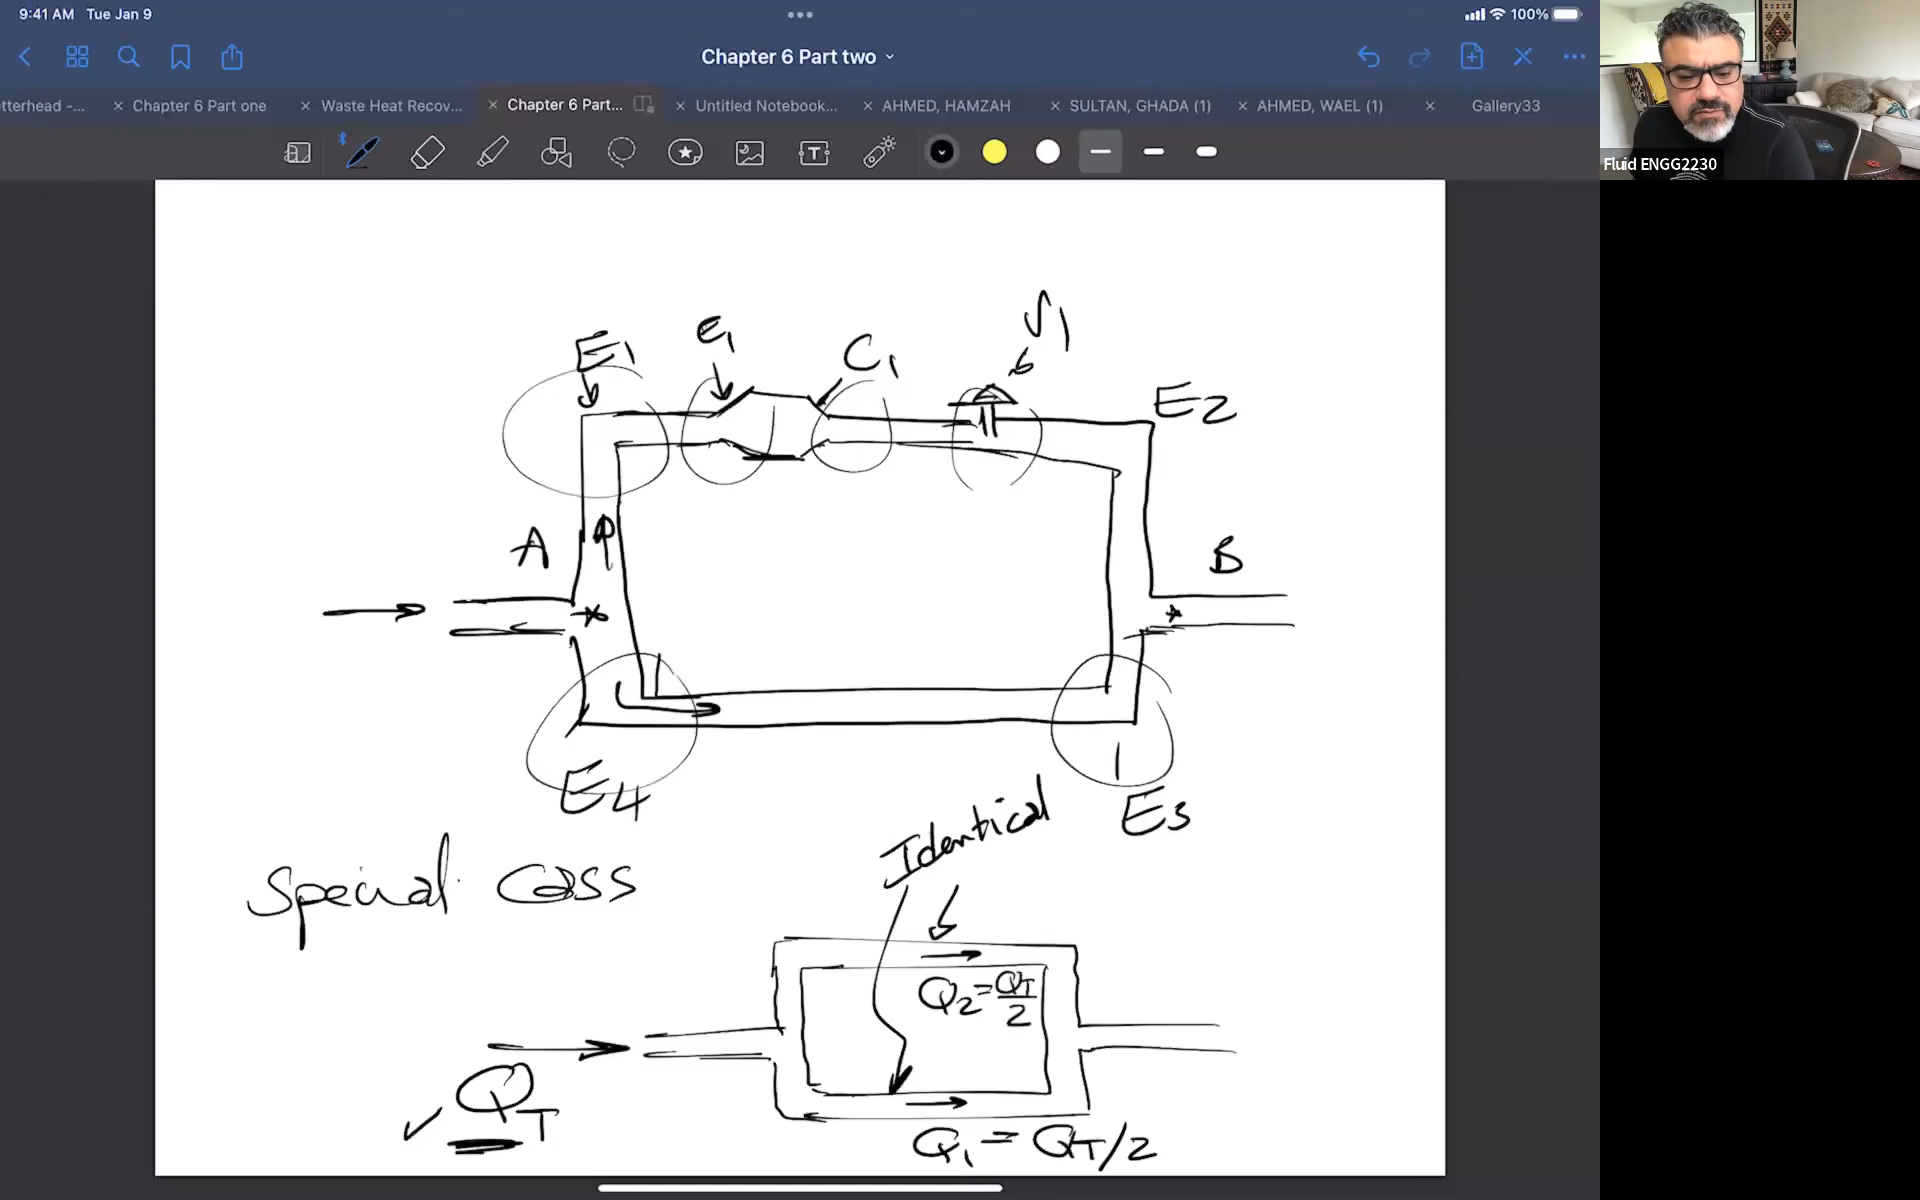 9:41 AM Tue Jan 9
100%
Chapter 6 Part two
tterhead -...
Chapter 6 Part one
Waste Heat Recov...
Chapter 6 Part...
Untitled Notebook...
AHMED, HAMZAH
SULTAN, GHADA (1)
AHMED, WAEL (1)
Gallery33
T
Fluid ENGG2230
E1
e1
C1
V1
E2
A
B
E4
E3
Identical
Special Cass
Q2=QT/2
QT
Q1 = QT/2